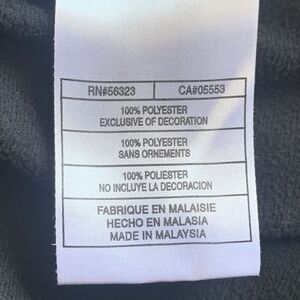 RN#56323 CA#05553
100% POLYESTER
EXCLUSIVE OF DECORATION
100% POLYESTER
SANS ORNEMENTS
100% POLIESTER
NO INCLUYE LA DECORACION
FABRIQUE EN MALAISIE
HECHO EN MALASIA
MADE IN MALAYSIA